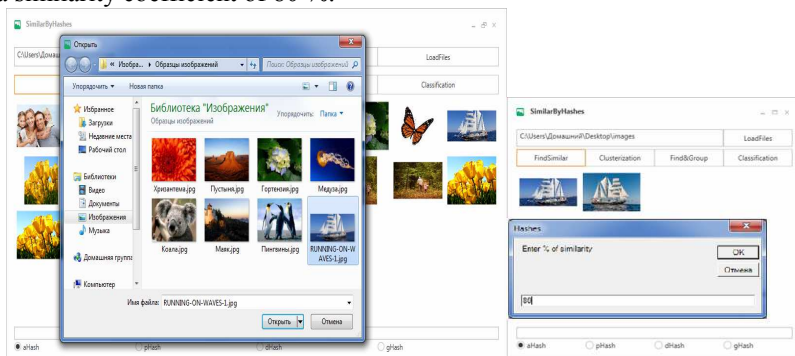 a similarity coefficient of 80 %.
SimilarByHashes
C:\Users\Домаш
LoadFiles
Classification
Открыть
« Изобра... ▸ Образцы изображений
Поиск: Образцы изображений
Упорядочить ▾ Новая папка
Избранное
Загрузки
Недавние места
Рабочий стол
Библиотеки
Видео
Документы
Изображения
Музыка
Домашняя группа
Компьютер
Библиотека "Изображения"
Образцы изображений
Упорядочить: Папка ▾
Хризантема.jpg Пустыня.jpg Гортензия.jpg Медуза.jpg
Коала.jpg Маяк.jpg Пингвины.jpg RUNNING-ON-W
AVES-1.jpg
Имя файла: RUNNING-ON-WAVES-1.jpg
Открыть Отмена
aHash pHash dHash gHash
SimilarByHashes
C:\Users\Домашний\Desktop\images LoadFiles
FindSimilar Clusterization Find&Group Classification
Hashes
Enter % of similarity
OK
Отмена
80
aHash pHash dHash gHash